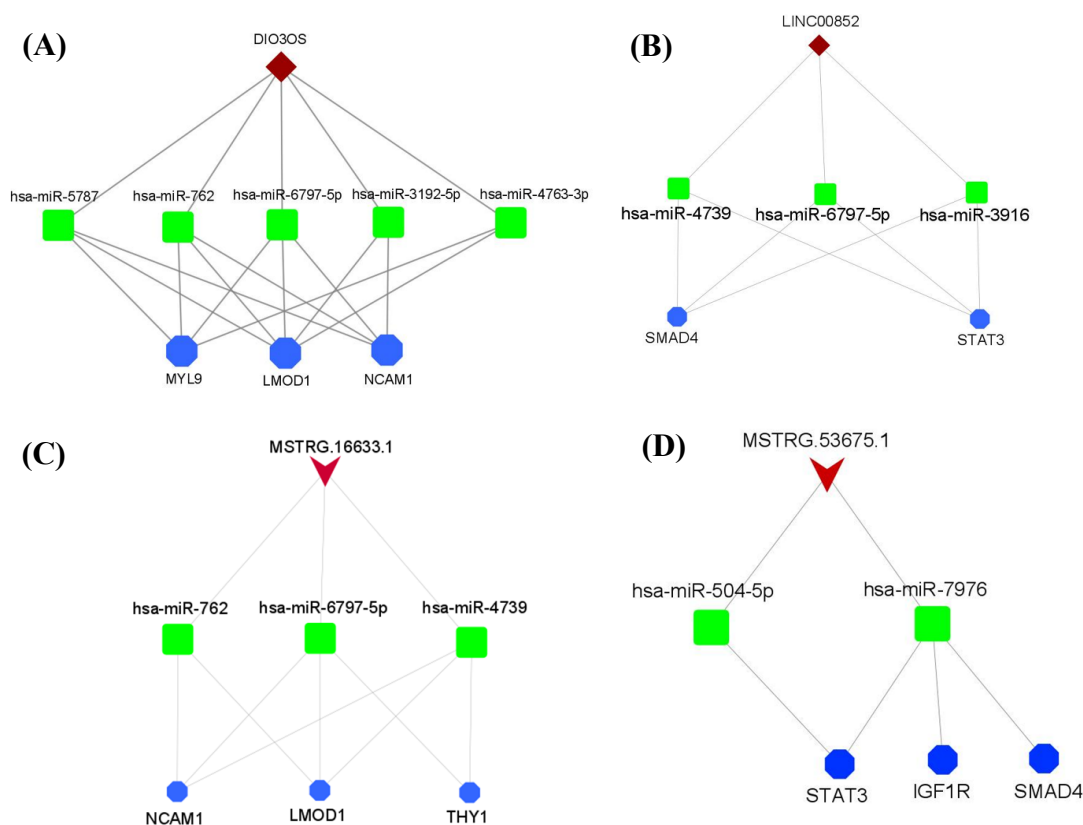 (A)
DIO3OS
hsa-miR-5787
hsa-miR-762
hsa-miR-6797-5p
hsa-miR-3192-5p
hsa-miR-4763-3p
MYL9
LMOD1
NCAM1
(B)
LINC00852
hsa-miR-4739
hsa-miR-6797-5p
hsa-miR-3916
SMAD4
STAT3
(C)
MSTRG.16633.1
hsa-miR-762
hsa-miR-6797-5p
hsa-miR-4739
NCAM1
LMOD1
THY1
(D)
MSTRG.53675.1
hsa-miR-504-5p
hsa-miR-7976
STAT3
IGF1R
SMAD4